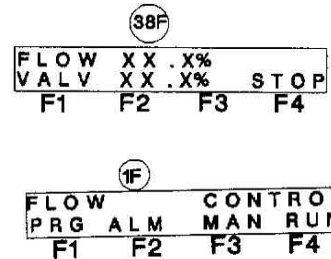 38F
FLOW XX.X%
VALV XX.X% STOP
F1 F2 F3 F4
1F
FLOW CONTRO
PRG ALM MAN RUN
F1 F2 F3 F4